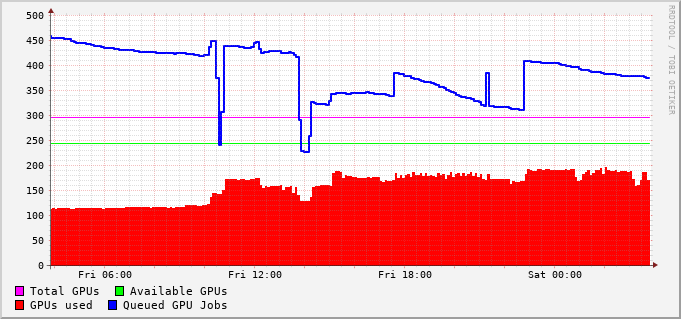 500
450
400
350
300
250
200
150
100
50
0
Fri 06:00 Fri 12:00 Fri 18:00 Sat 00:00
Total GPUs Available GPUs
GPUs used Queued GPU Jobs
RRDTOOL / TOBI OETIKER